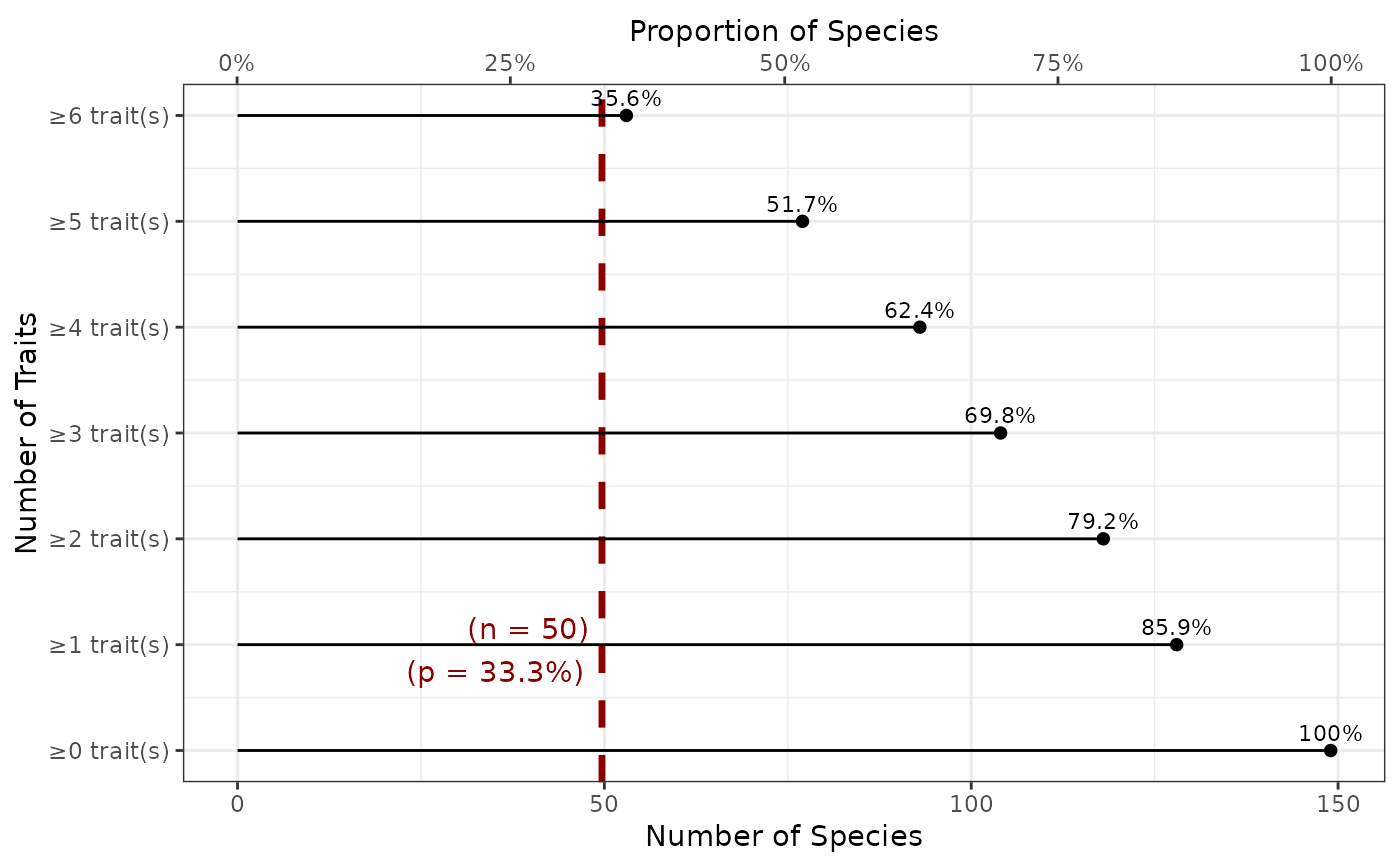 Proportion of Species
0% 25% 50% 75% 100%
≥6 trait(s) 35.6%
≥5 trait(s) 51.7%
≥4 trait(s) 62.4%
≥3 trait(s) 69.8%
≥2 trait(s) 79.2%
(n = 50)
≥1 trait(s) 85.9%
(p = 33.3%)
≥0 trait(s) 100%
Number of Traits
0 50 100 150
Number of Species